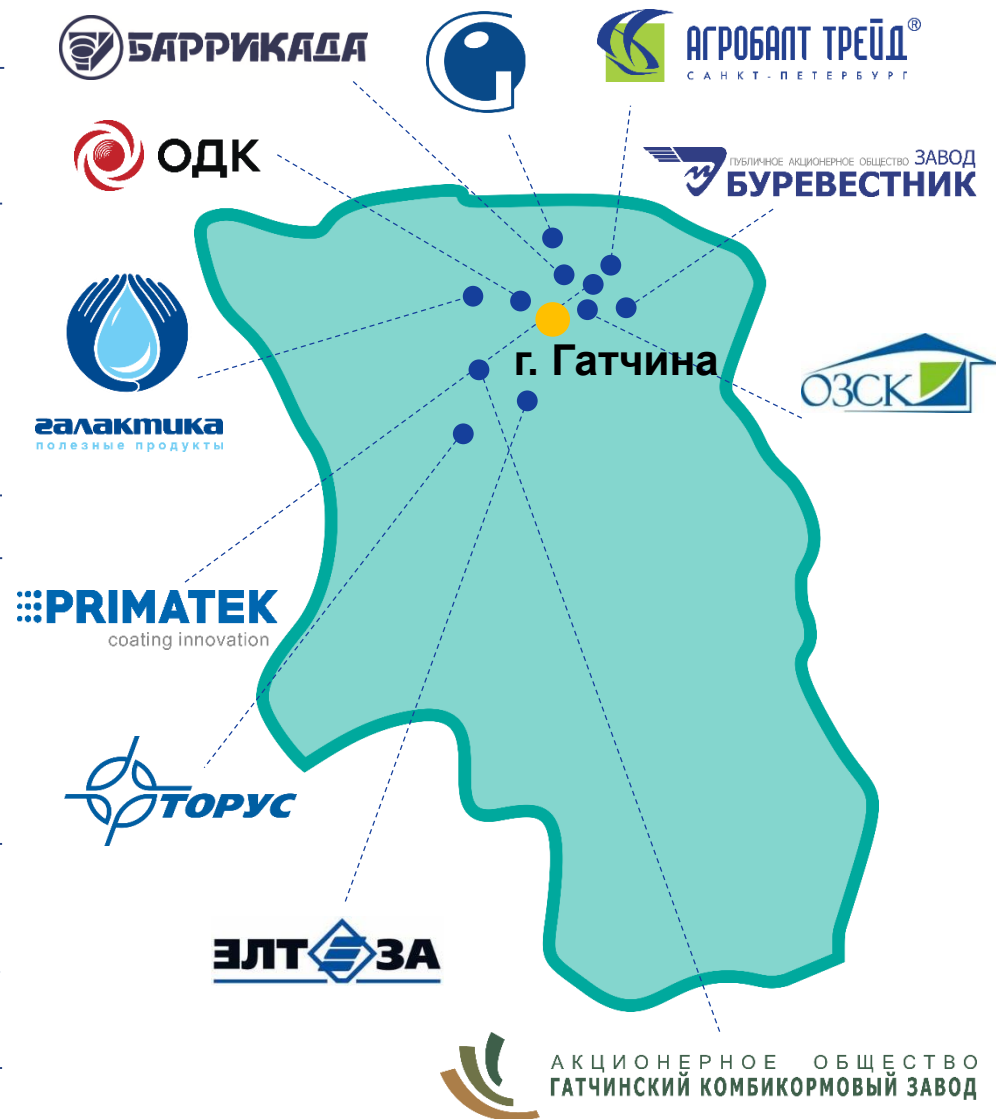 БАРРИКАДА
G
АГРОБАЛТ ТРЕЙД®
САНКТ-ПЕТЕРБУРГ
ОДК
ПУБЛИЧНОЕ АКЦИОНЕРНОЕ ОБЩЕСТВО ЗАВОД
БУРЕВЕСТНИК
г. Гатчина
ОЗСК
галактика
полезные продукты
PRIMATEK
coating innovation
ТОРУС
ЭЛТЕЗА
АКЦИОНЕРНОЕ ОБЩЕСТВО
ГАТЧИНСКИЙ КОМБИКОРМОВЫЙ ЗАВОД